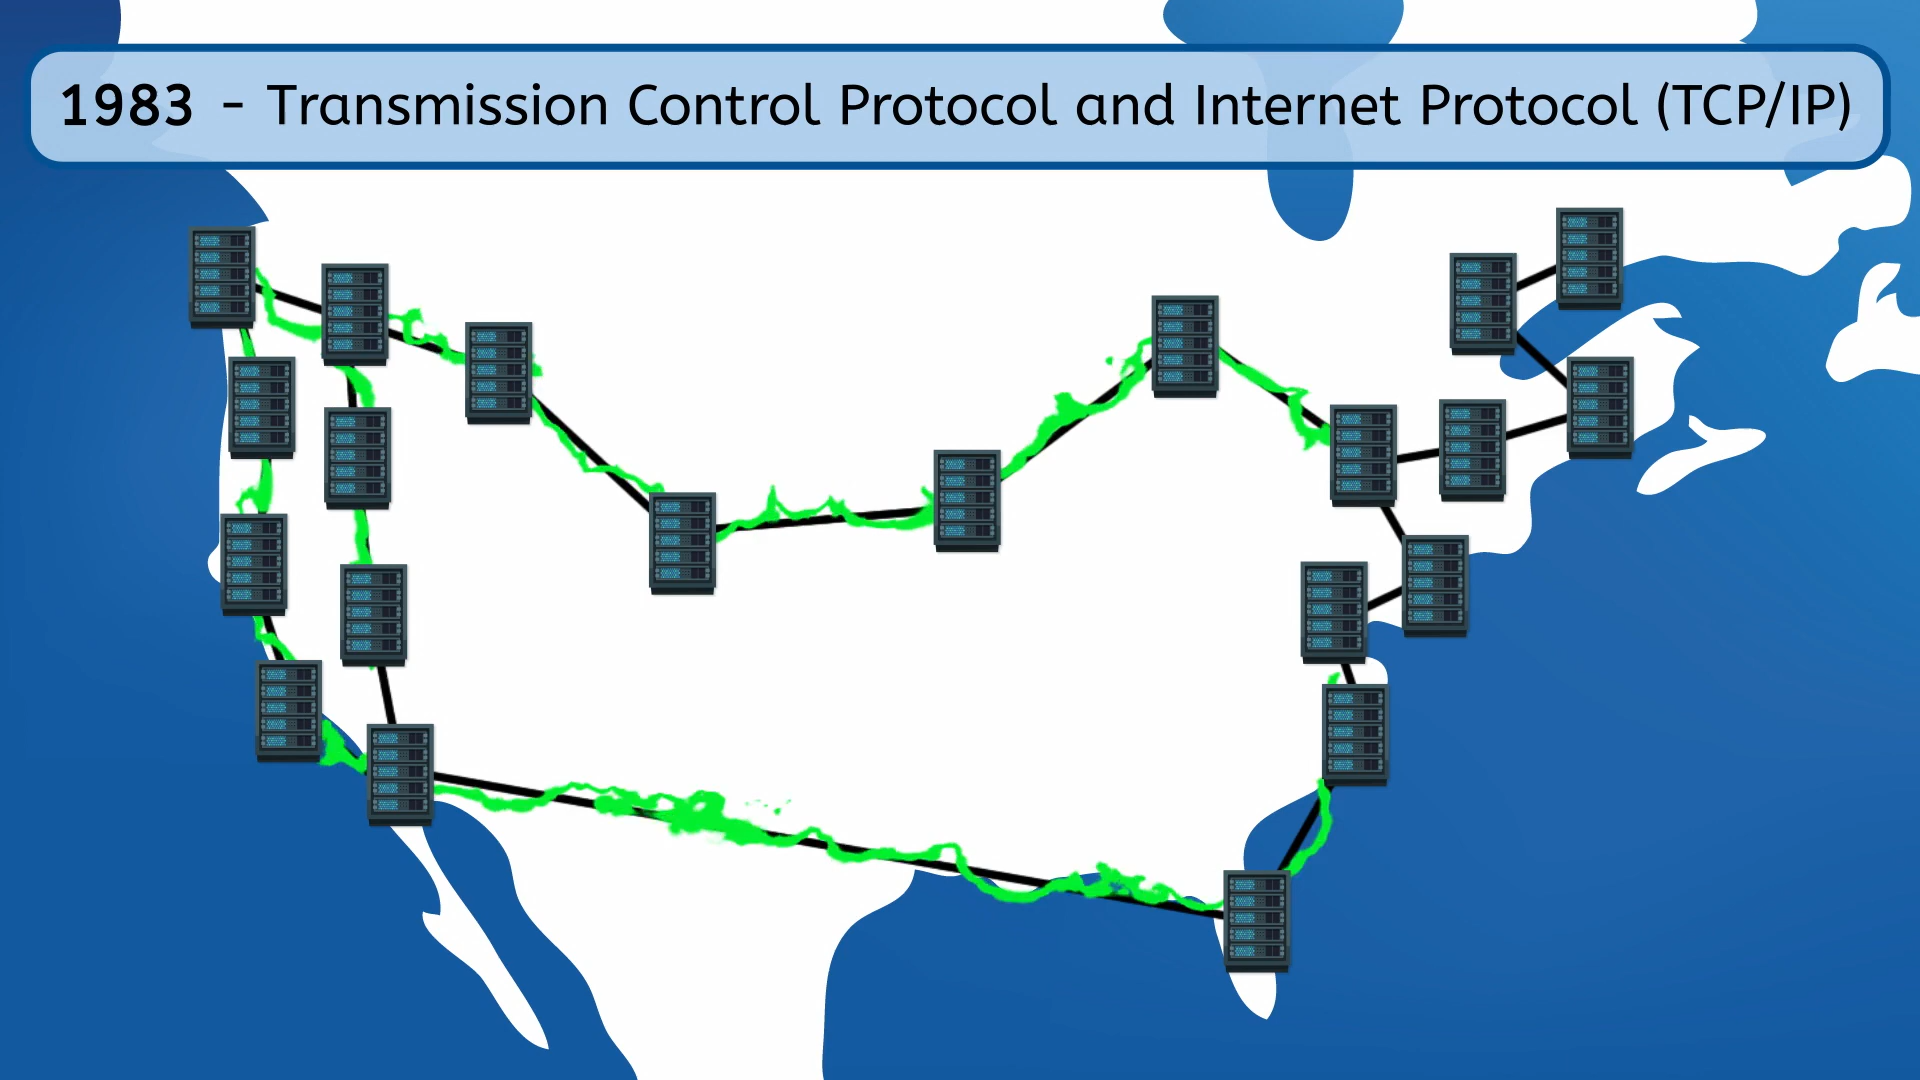 1983 - Transmission Control Protocol and Internet Protocol (TCP/IP)